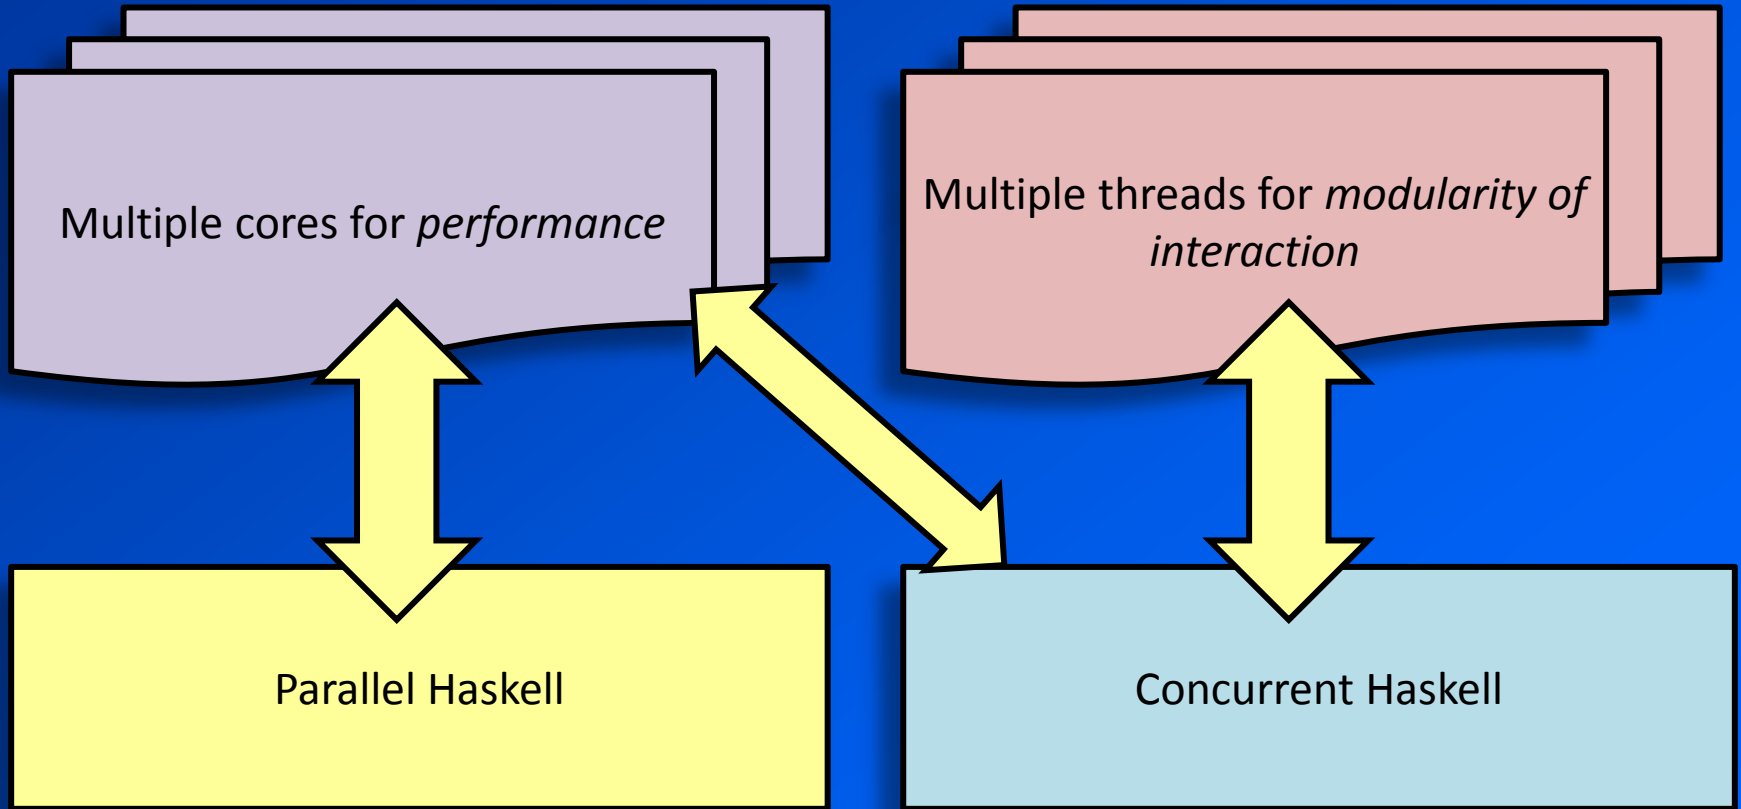 Multiple cores for performance
Multiple threads for modularity of
interaction
Parallel Haskell
Concurrent Haskell